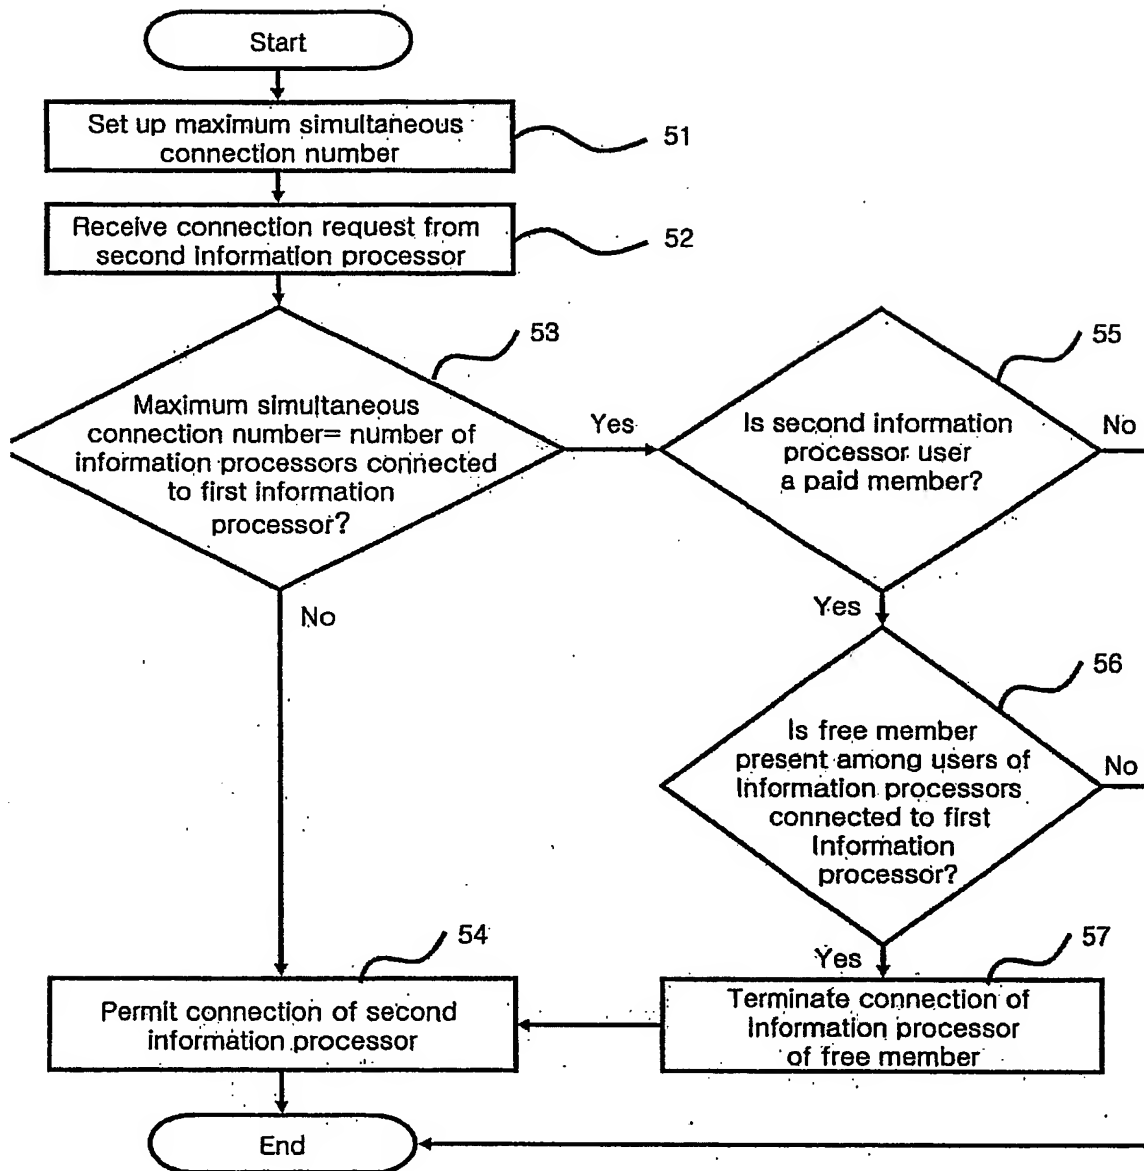 Start
Set up maximum simultaneous
connection number
51
Receive connection request from
second information processor
52
53
Maximum simultaneous
connection number= number of
information processors connected
to first information
processor?
Yes
No
55
Is second information
processor user
a paid member?
No
Yes
56
Is free member
present among users of
information processors
connected to first
information
processor?
No
Yes
54
Permit connection of second
information processor
57
Terminate connection of
information processor
of free member
End